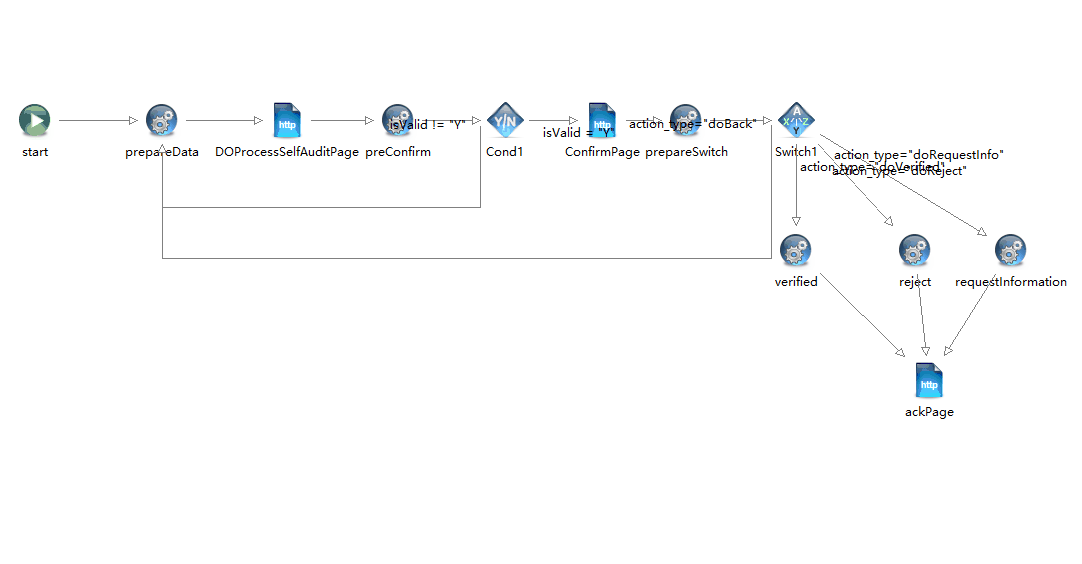 http
isValid != "Y"
Y/N
isValid = "Y"
http
action_type="doBack"
A
X Z
Y
start
prepareData
DOProcessSelfAuditPage
preConfirm
Cond1
ConfirmPage
prepareSwitch
Switch1
action_type="doRequestInfo"
action_type="doVerified"
action_type="doReject"
verified
reject
requestInformation
http
ackPage